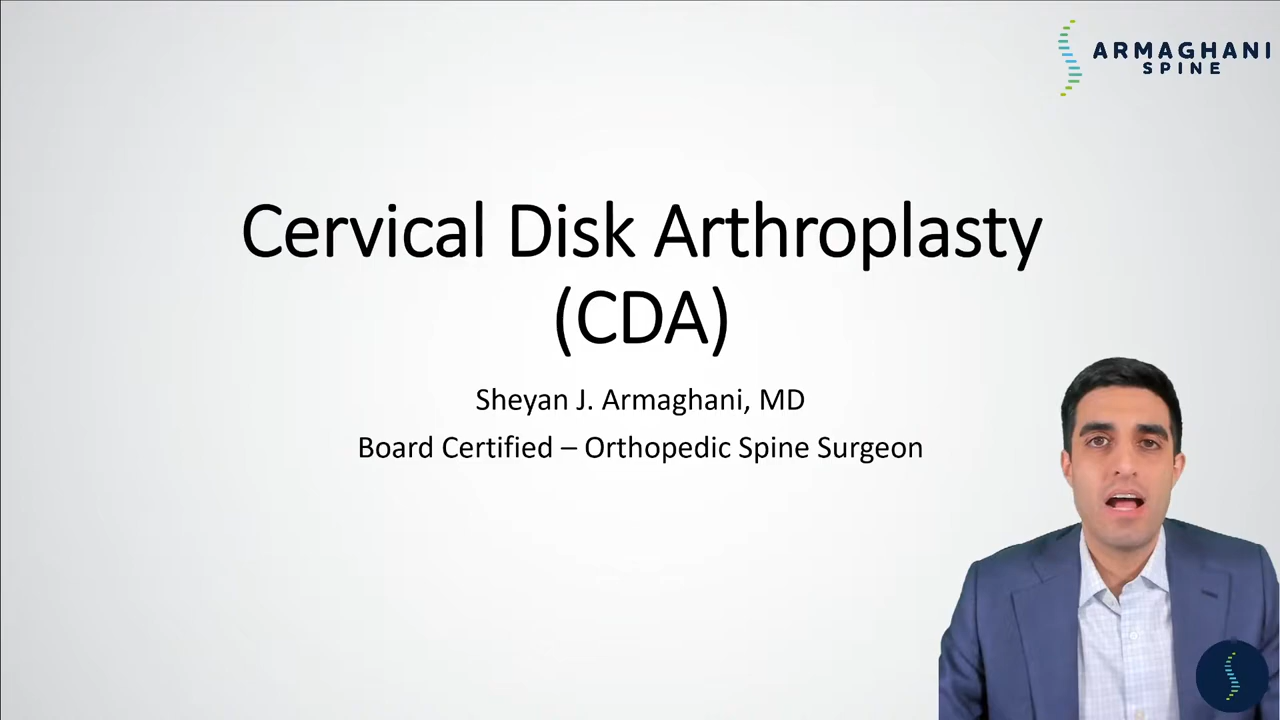 ARMAGHANI
SPINE
Cervical Disk Arthroplasty
(CDA)
Sheyan J. Armaghani, MD
Board Certified – Orthopedic Spine Surgeon